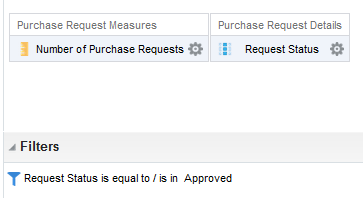 Purchase Request Measures
Purchase Request Details
Number of Purchase Requests
Request Status
Filters
Request Status is equal to / is in Approved